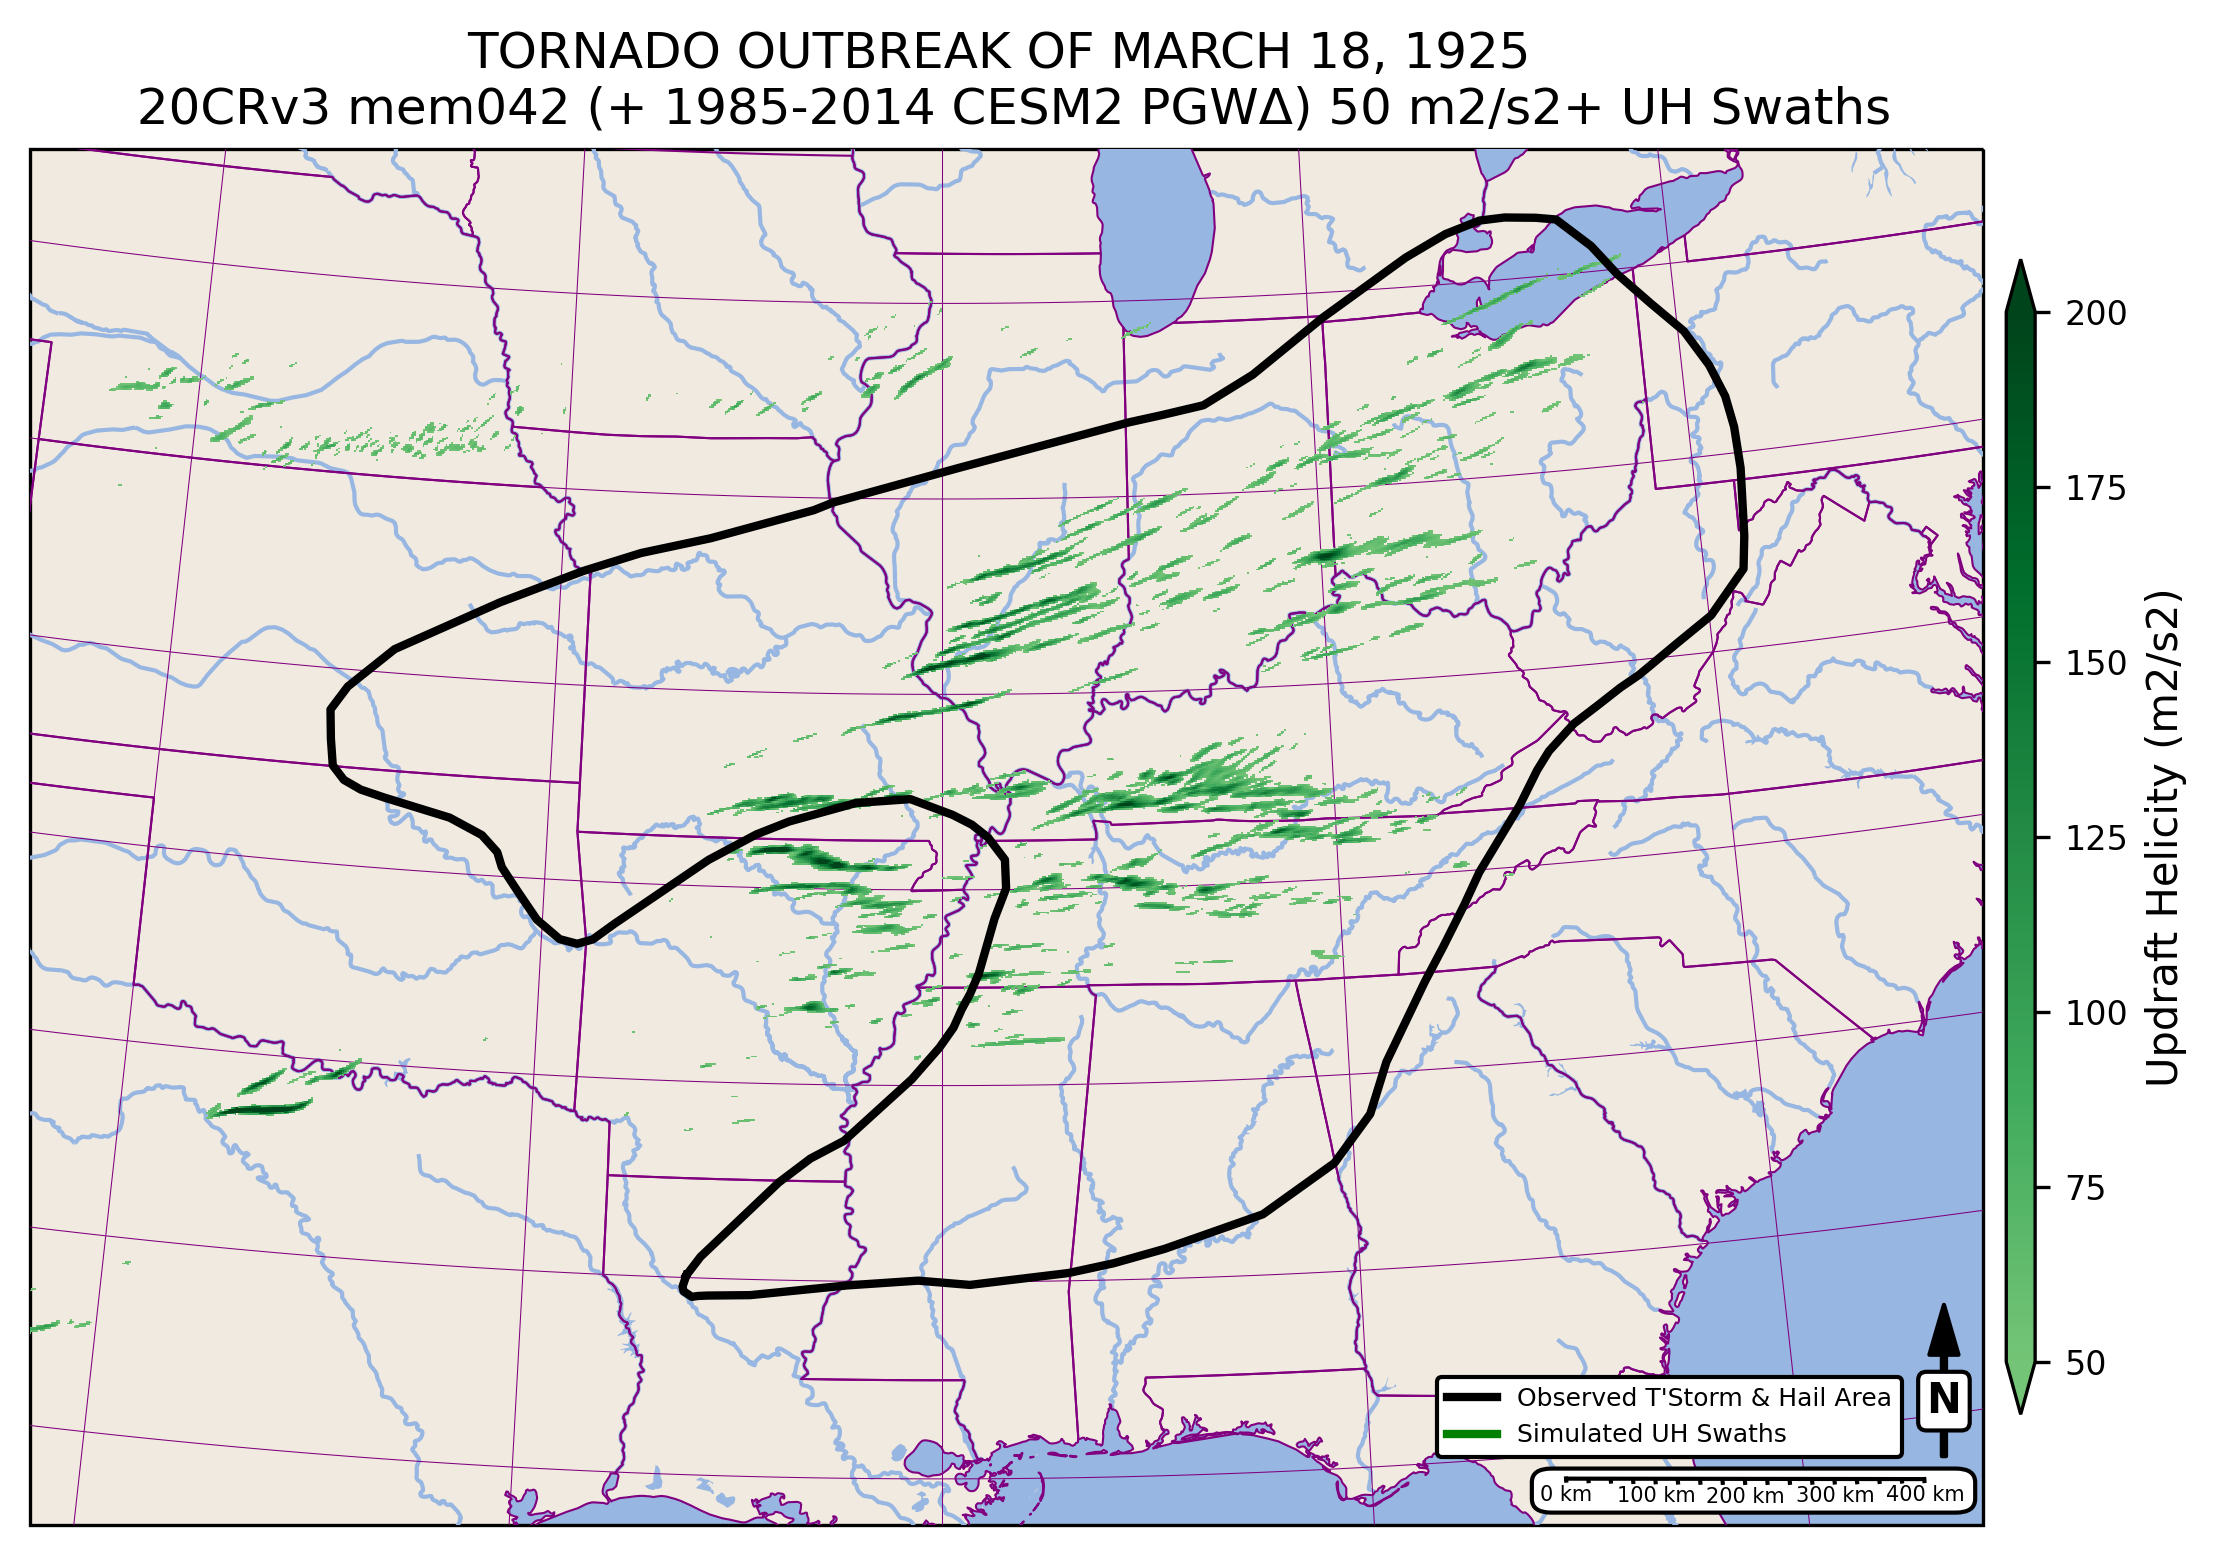 TORNADO OUTBREAK OF MARCH 18, 1925
20CRv3 mem042 (+ 1985-2014 CESM2 PGWΔ) 50 m2/s2+ UH Swaths
200
175
150
125
100
75
50
Updraft Helicity (m2/s2)
N
Observed T'Storm & Hail Area
Simulated UH Swaths
0 km 100 km 200 km 300 km 400 km